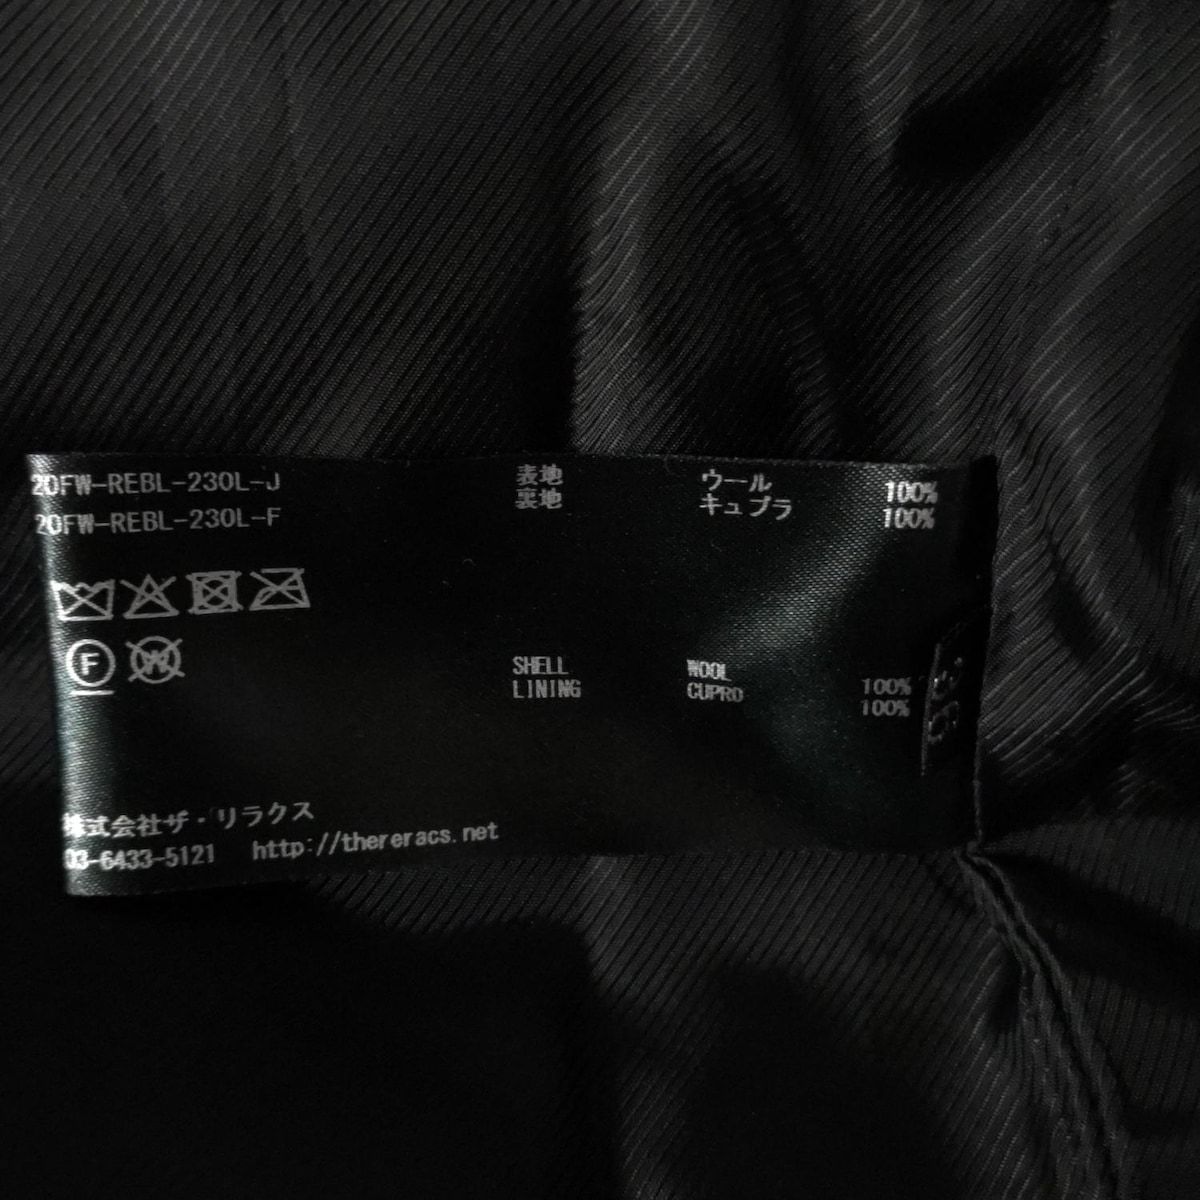 20FW-REBL-230L-J
20FW-REBL-230L-F
表地 ウール 100%
裏地 キュプラ 100%
F
W
SHELL WOOL 100%
LINING CUPRO 100%
株式会社ザ・リラクス
03-6433-5121 http://thereracs.net